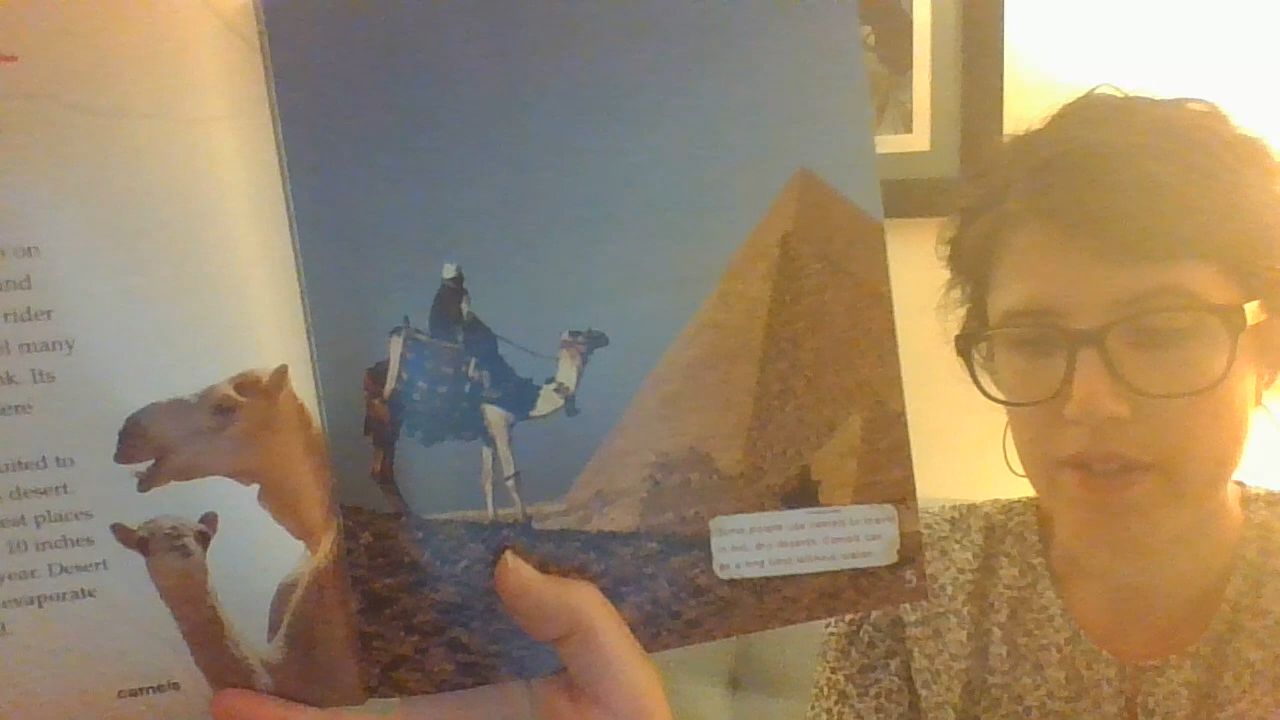 on
and
rider
many
Its
ere
uited to
desert.
est places
10 inches
year. Desert
evaporate
camels
Some people use camels to travel
in hot, dry deserts. Camels can
go a long time without water.
5